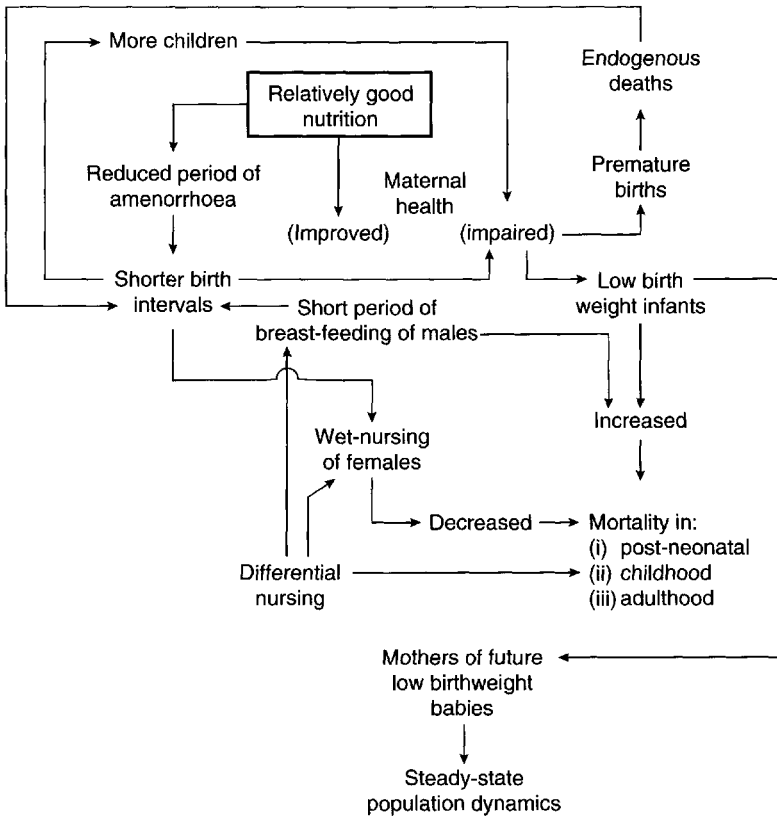 More children
Endogenous
deaths
Relatively good
nutrition
Reduced period of
amenorrhoea
Maternal
health
Premature
births
(Improved)
(impaired)
Shorter birth
intervals
Low birth
weight infants
Short period of
breast-feeding of males
Increased
Wet-nursing
of females
Decreased
Mortality in:
(i) post-neonatal
(ii) childhood
(iii) adulthood
Differential
nursing
Mothers of future
low birthweight
babies
Steady-state
population dynamics